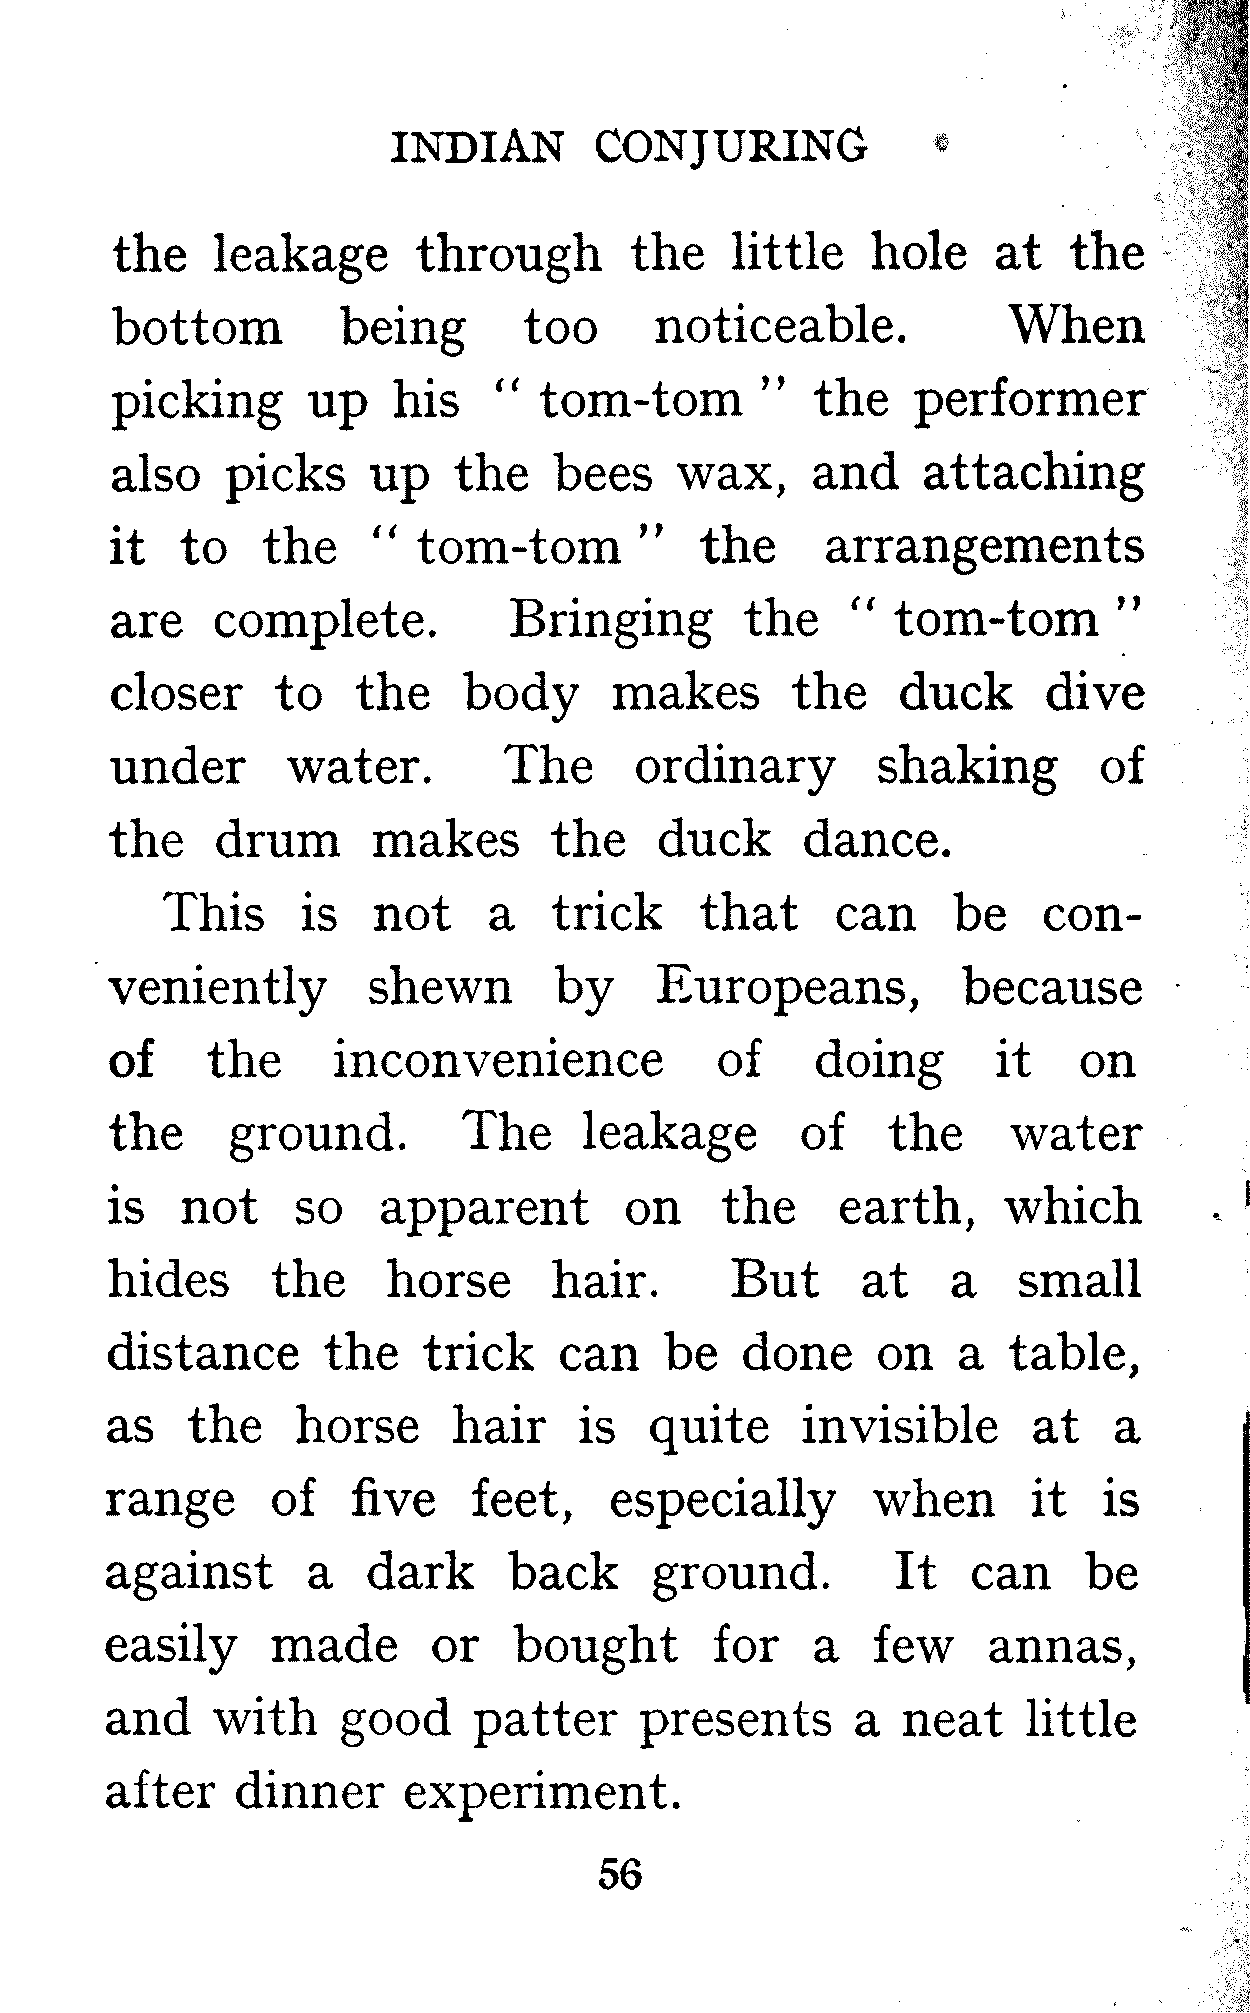 INDIAN CONJURING
the leakage through the little hole at the
bottom being too noticeable. When
picking up his " tom-tom " the performer
also picks up the bees wax, and attaching
it to the " tom-tom " the arrangements
are complete. Bringing the " tom-tom "
closer to the body makes the duck dive
under water. The ordinary shaking of
the drum makes the duck dance.
This is not a trick that can be con-
veniently shewn by Europeans, because
of the inconvenience of doing it on
the ground. The leakage of the water
is not so apparent on the earth, which
hides the horse hair. But at a small
distance the trick can be done on a table,
as the horse hair is quite invisible at a
range of five feet, especially when it is
against a dark back ground. It can be
easily made or bought for a few annas,
and with good patter presents a neat little
after dinner experiment.
56